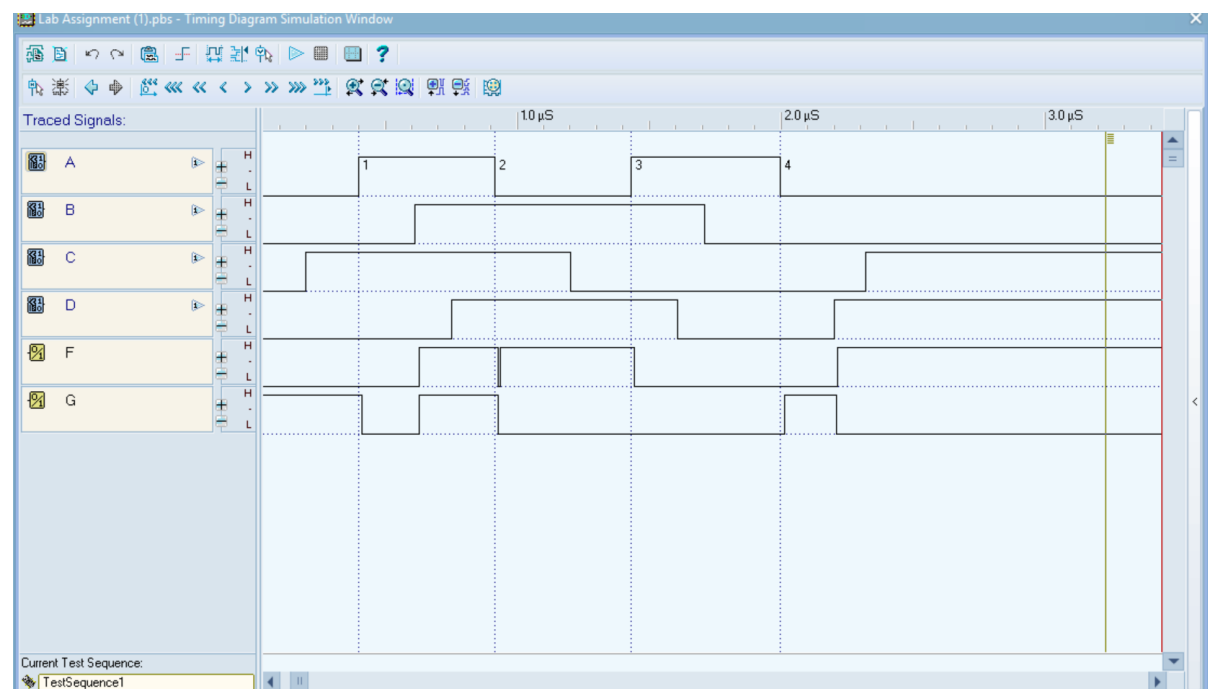 Lab Assignment (1).pbs - Timing Diagram Simulation Window
Traced Signals:
1.0 µS 2.0 µS 3.0 µS
A H L 1 2 3 4
B H L
C H L
D H L
F H L
G H L
Current Test Sequence:
TestSequence1